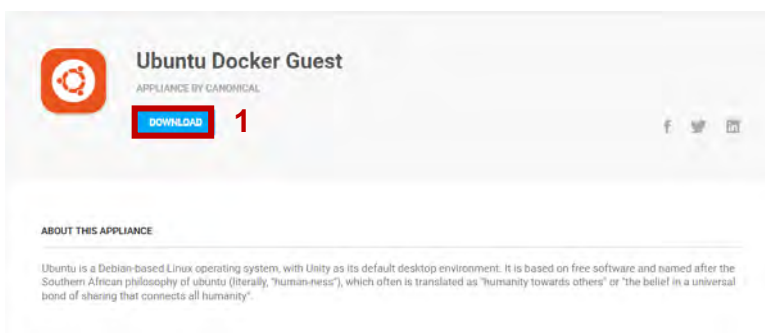 Ubuntu Docker Guest
APPLIANCE BY CANONICAL
DOWNLOAD 1
ABOUT THIS APPLIANCE
Ubuntu is a Debian-based Linux operating system, with Unity as its default desktop environment. It is based on free software and named after the
Southern African philosophy of ubuntu (literally, "human-ness"), which often is translated as "humanity towards others" or "the belief in a universal
bond of sharing that connects all humanity".